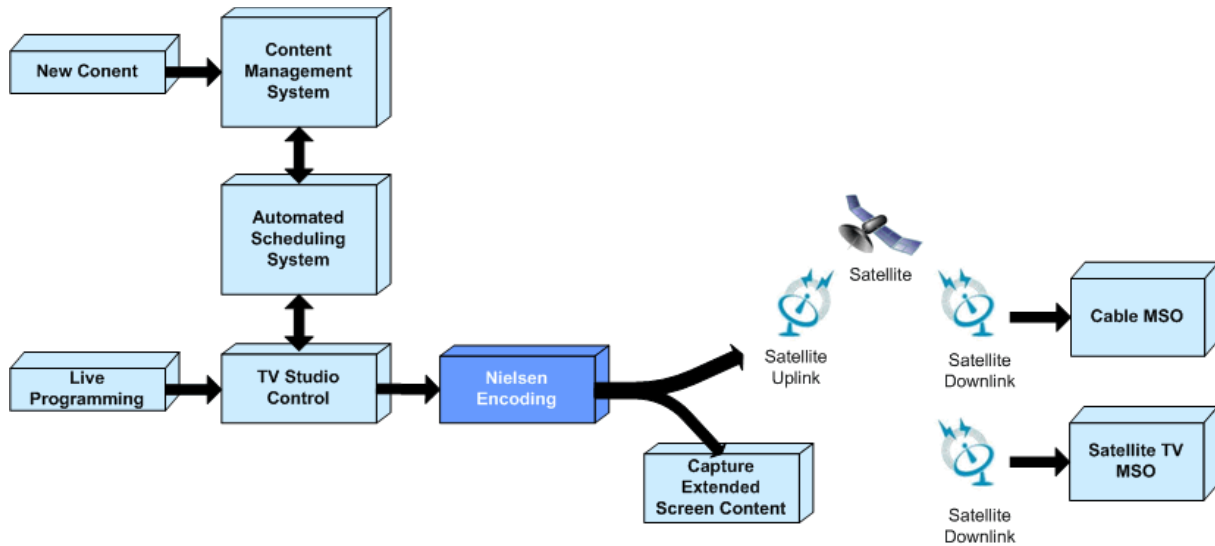 New Conent
Content
Management
System
Automated
Scheduling
System
Live
Programming
TV Studio
Control
Nielsen
Encoding
Capture
Extended
Screen Content
Satellite
Uplink
Satellite
Satellite
Downlink
Cable MSO
Satellite
Downlink
Satellite TV
MSO